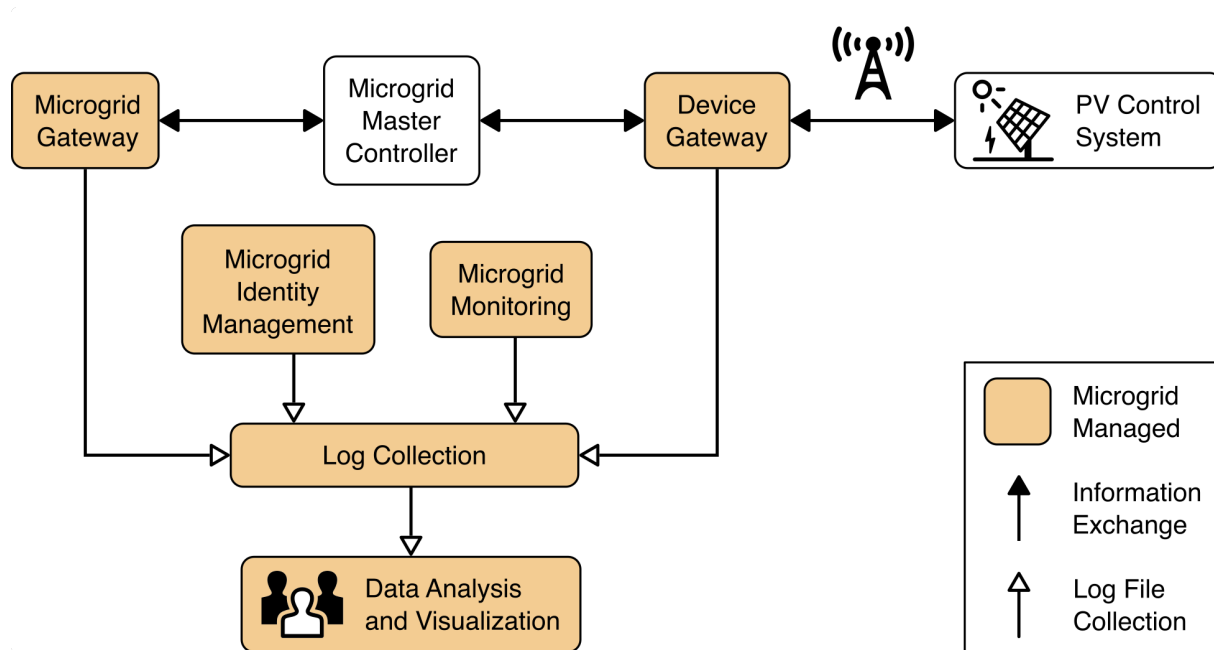 Microgrid
Gateway
Microgrid
Master
Controller
Device
Gateway
PV Control
System
Microgrid
Identity
Management
Microgrid
Monitoring
Log Collection
Data Analysis
and Visualization
Microgrid
Managed
Information
Exchange
Log File
Collection